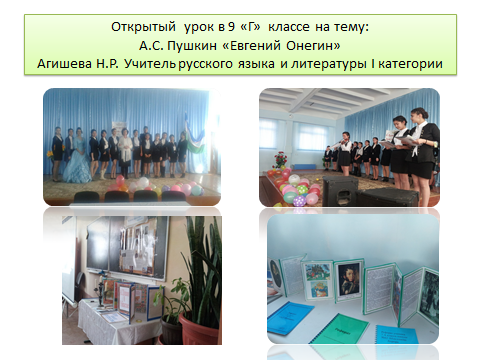 Открытый урок в 9 «Г» классе на тему:
А.С. Пушкин «Евгений Онегин»
Агишева Н.Р. Учитель русского языка и литературы I категории